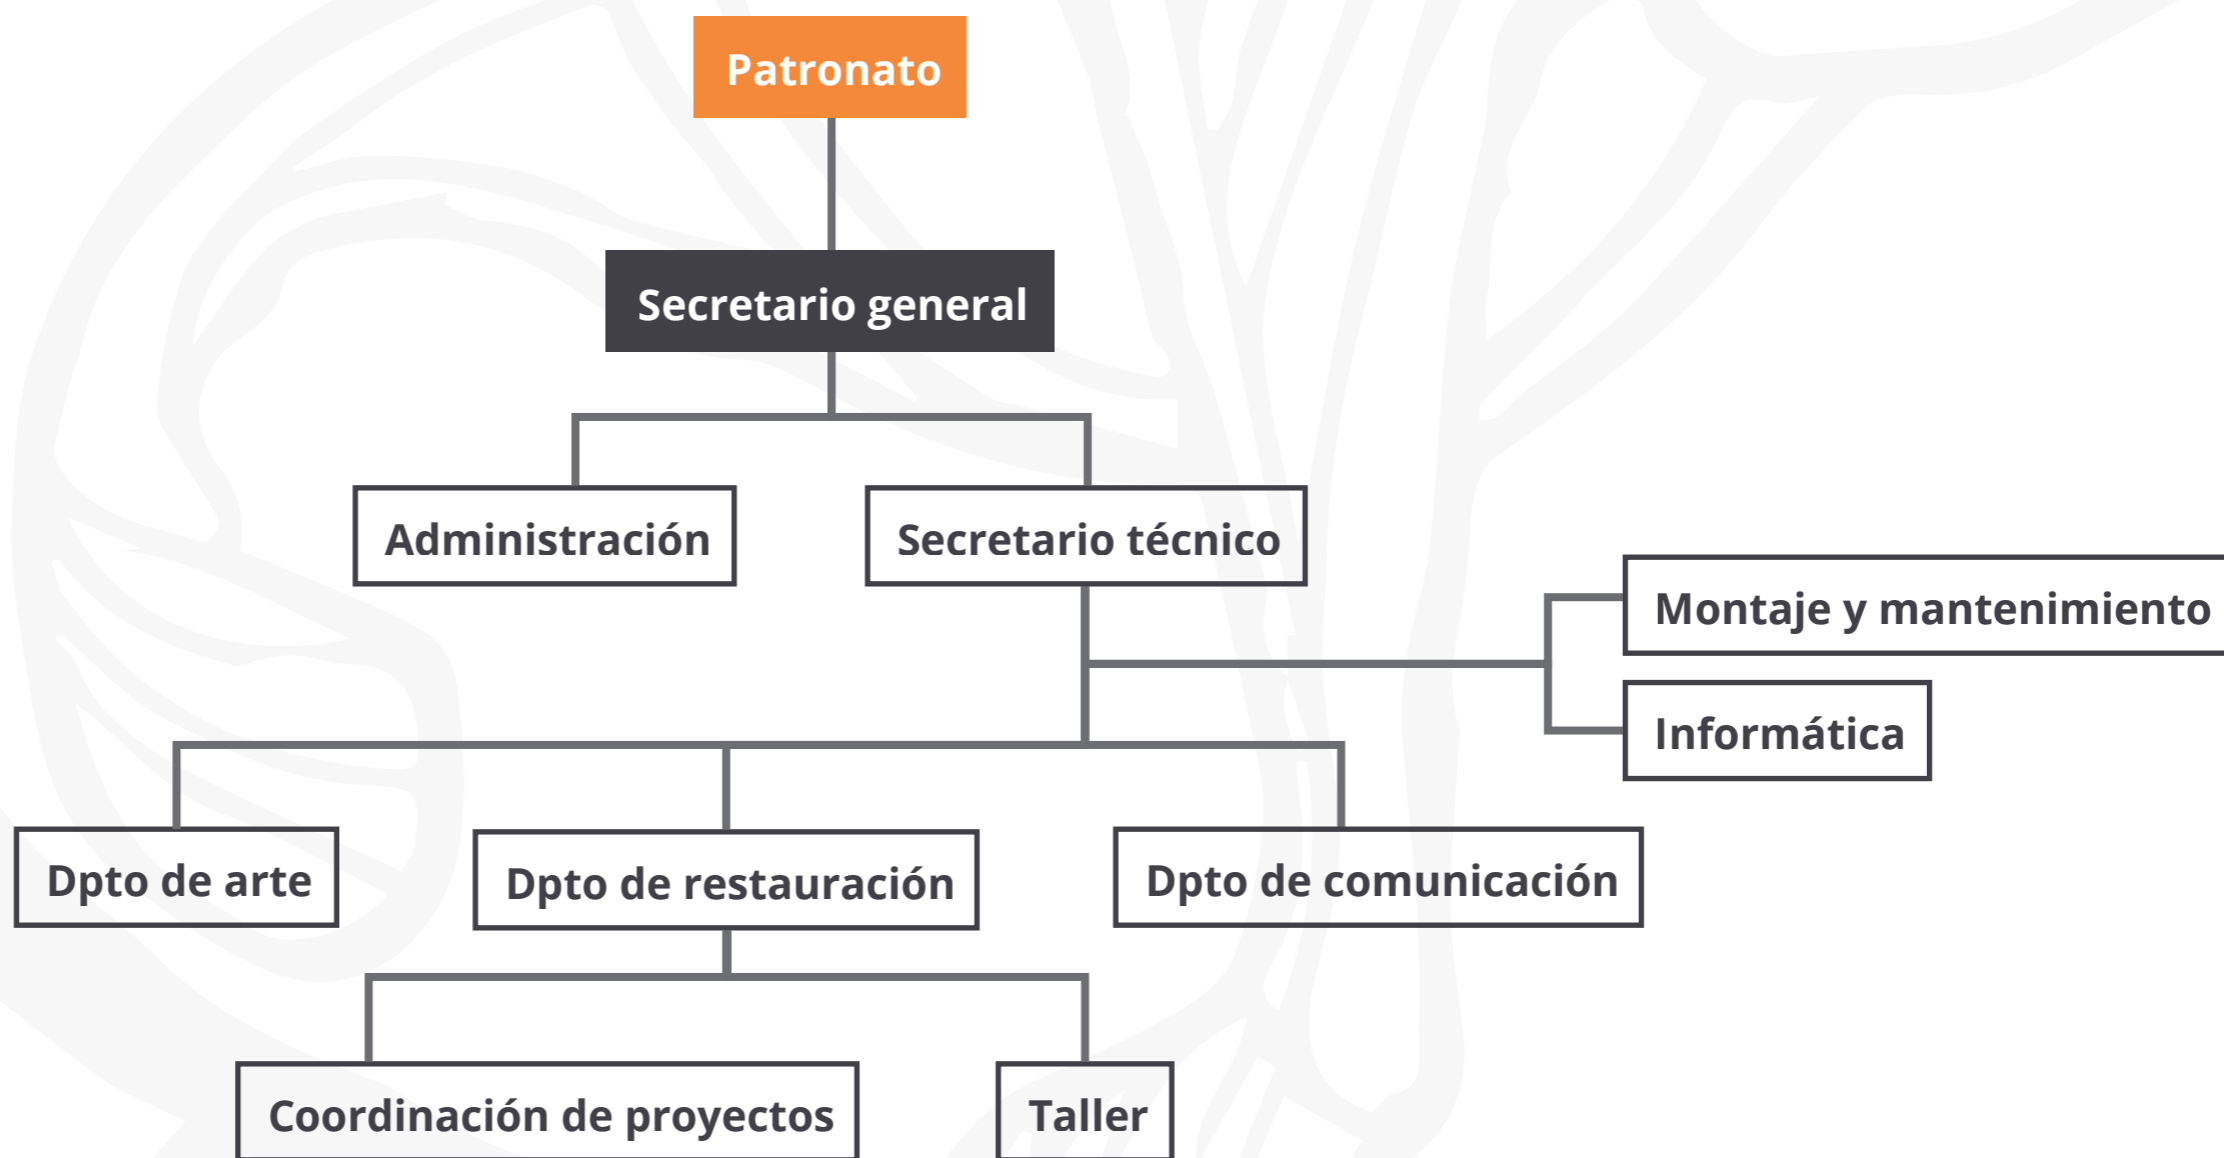 Patronato
Secretario general
Administración
Secretario técnico
Montaje y mantenimiento
Informática
Dpto de arte
Dpto de restauración
Dpto de comunicación
Coordinación de proyectos
Taller